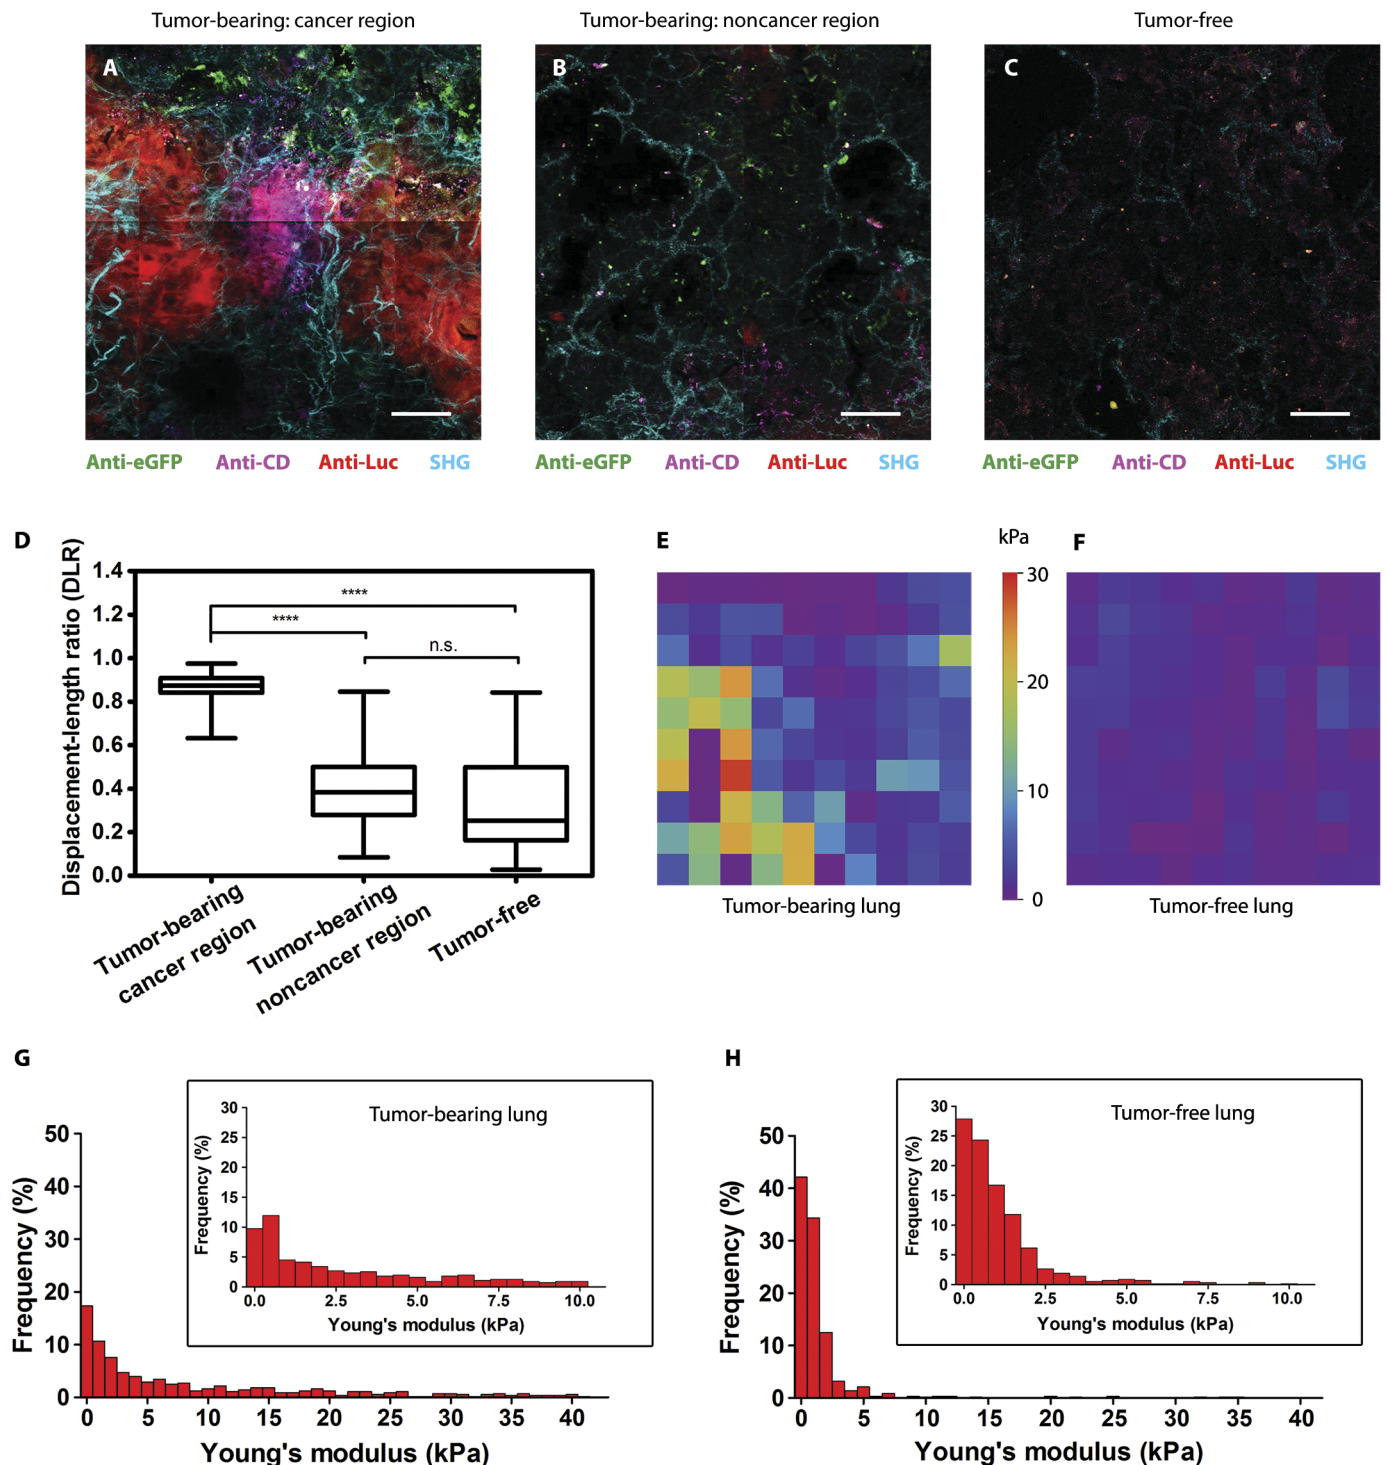 Tumor-bearing: cancer region
Tumor-bearing: noncancer region
Tumor-free
A
B
C
Anti-eGFP Anti-CD Anti-Luc SHG
Anti-eGFP Anti-CD Anti-Luc SHG
Anti-eGFP Anti-CD Anti-Luc SHG
D
Displacement-length ratio (DLR)
1.4
1.2
1.0
0.8
0.6
0.4
0.2
0.0
****
****
n.s.
Tumor-bearing
cancer region
Tumor-bearing
noncancer region
Tumor-free
E
kPa
30
20
10
0
Tumor-bearing lung
F
Tumor-free lung
G
Frequency (%)
50
40
30
20
10
0
0 5 10 15 20 25 30 35 40
Young's modulus (kPa)
Tumor-bearing lung
Frequency (%)
30
25
20
15
10
5
0
0.0 2.5 5.0 7.5 10.0
Young's modulus (kPa)
H
Frequency (%)
50
40
30
20
10
0
0 5 10 15 20 25 30 35 40
Young's modulus (kPa)
Tumor-free lung
Frequency (%)
30
25
20
15
10
5
0
0.0 2.5 5.0 7.5 10.0
Young's modulus (kPa)